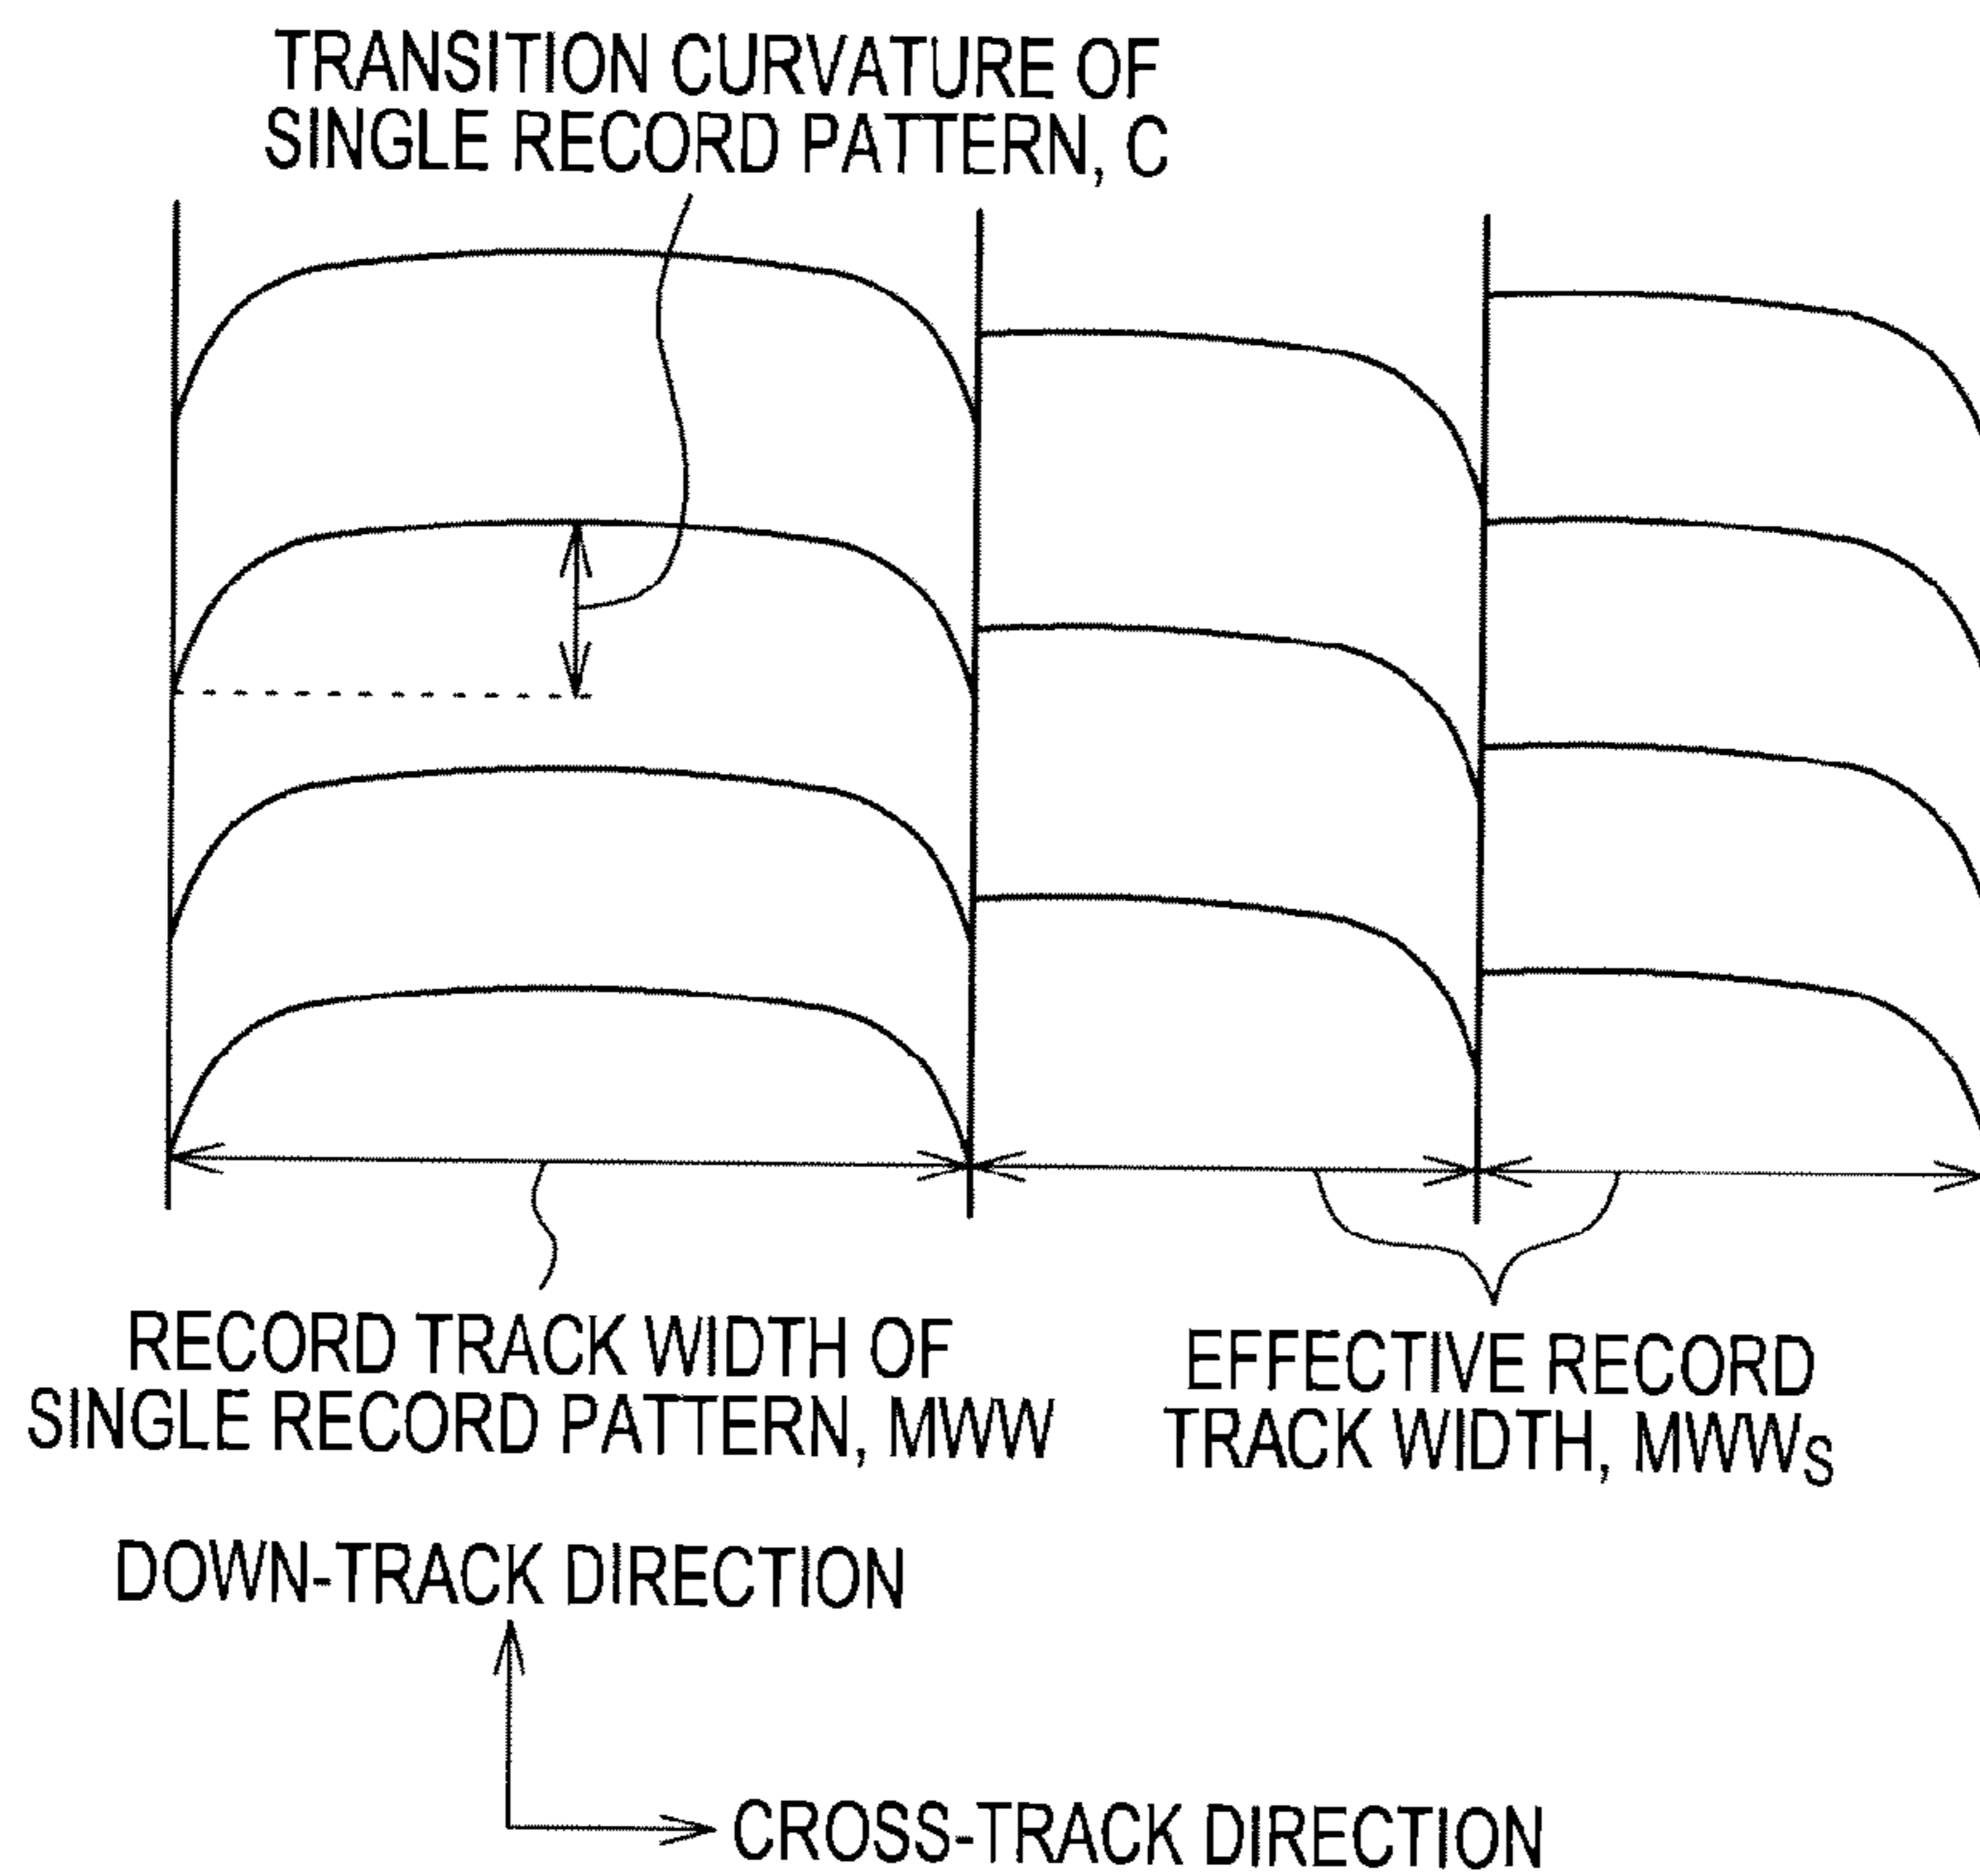 TRANSITION CURVATURE OF
SINGLE RECORD PATTERN, C
RECORD TRACK WIDTH OF
SINGLE RECORD PATTERN, MWW
EFFECTIVE RECORD
TRACK WIDTH, MWWS
DOWN-TRACK DIRECTION
CROSS-TRACK DIRECTION